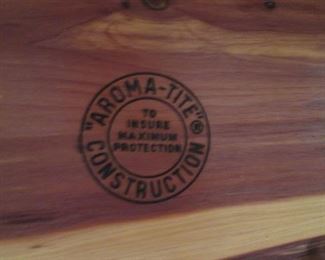 "AROMA-TITE"®
TO
INSURE
MAXIMUM
PROTECTION
CONSTRUCTION